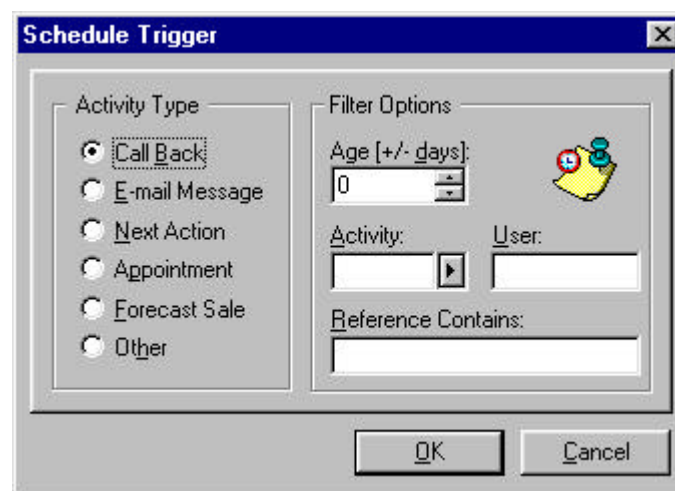 Schedule Trigger
Activity Type
Call Back
E-mail Message
Next Action
Appointment
Forecast Sale
Other
Filter Options
Age [+/- days]:
0
Activity:
User:
Reference Contains:
OK
Cancel